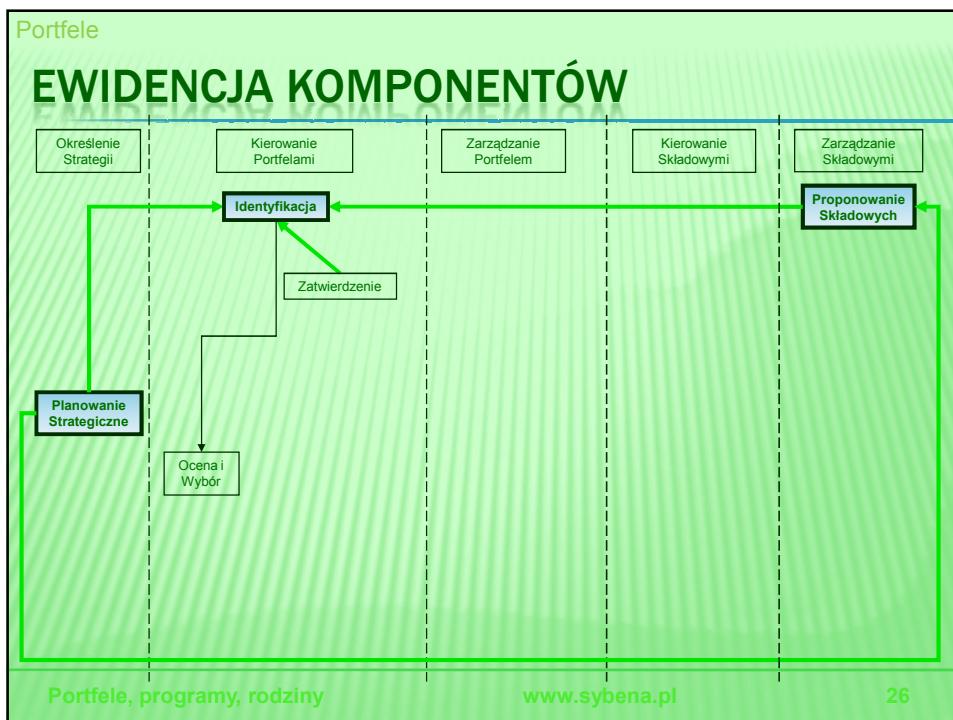 Portfele
EWIDENCJA KOMPONENTÓW
Określenie
Strategii
Kierowanie
Portfelami
Zarządzanie
Portfelem
Kierowanie
Składowymi
Zarządzanie
Składowymi
Identyfikacja
Proponowanie
Składowych
Zatwierdzenie
Planowanie
Strategiczne
Ocena i
Wybór
Portfele, programy, rodziny www.sybena.pl 26